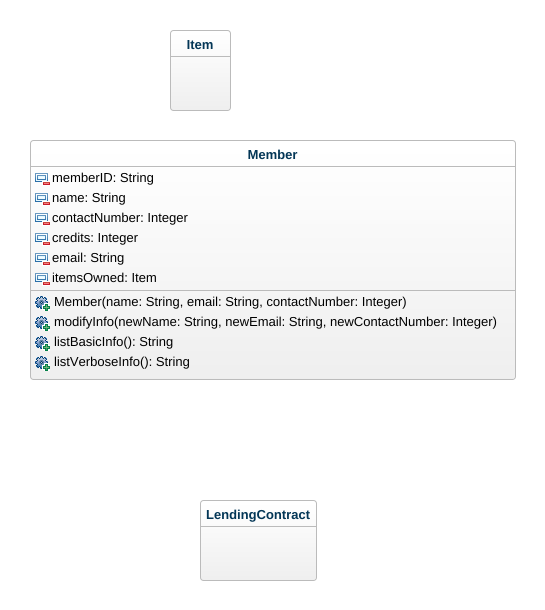 Item
Member
memberID: String
name: String
contactNumber: Integer
credits: Integer
email: String
itemsOwned: Item
Member(name: String, email: String, contactNumber: Integer)
modifyInfo(newName: String, newEmail: String, newContactNumber: Integer)
listBasicInfo(): String
listVerboseInfo(): String
LendingContract